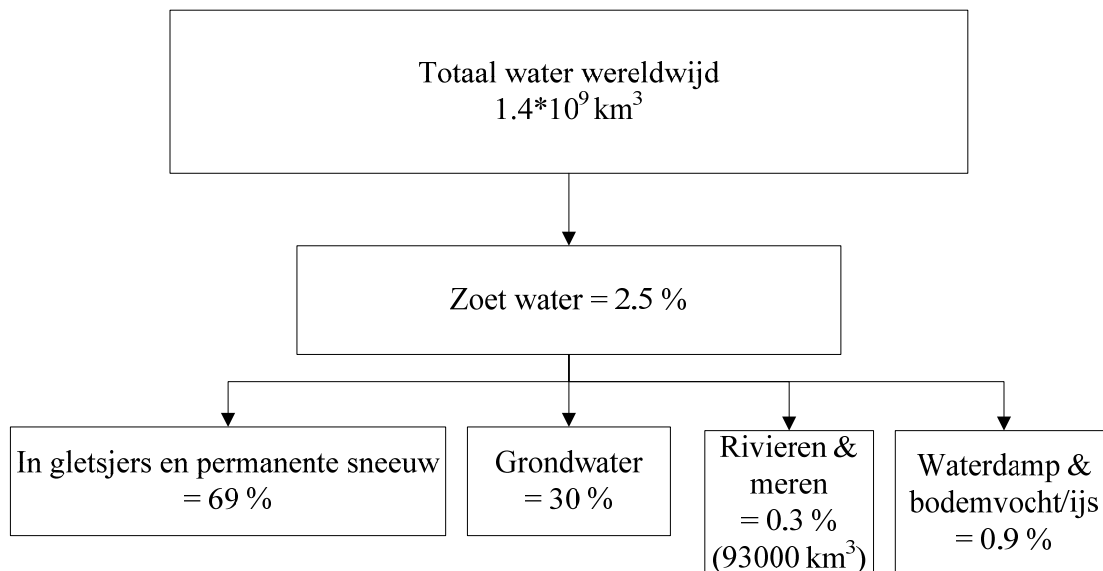 Totaal water wereldwijd
1.4*10⁹ km³
Zoet water = 2.5 %
In gletsjers en permanente sneeuw
= 69 %
Grondwater
= 30 %
Rivieren &
meren
= 0.3 %
(93000 km³)
Waterdamp &
bodemvocht/ijs
= 0.9 %